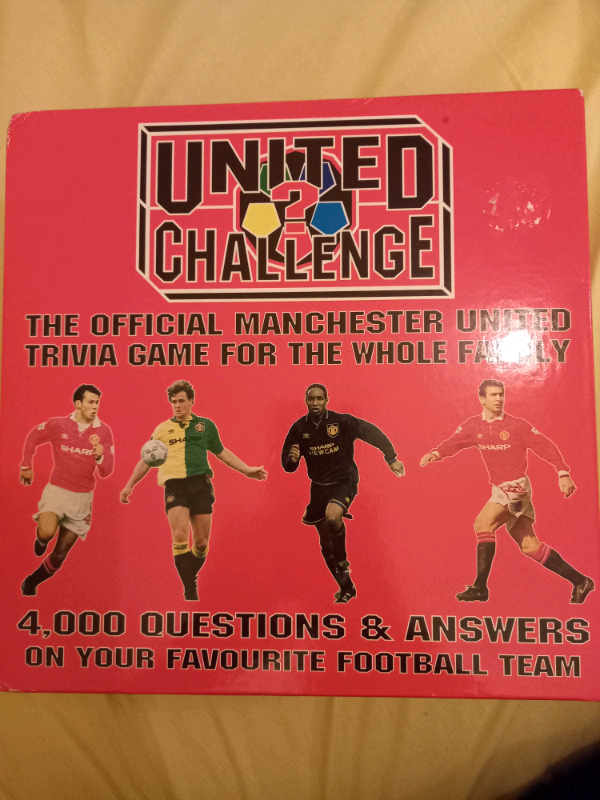 UNITED
?
CHALLENGE
THE OFFICIAL MANCHESTER UNITED
TRIVIA GAME FOR THE WHOLE FAMILY
SHARP
SHARP
SHARP
VIEWCAM
SHARP
4,000 QUESTIONS & ANSWERS
ON YOUR FAVOURITE FOOTBALL TEAM